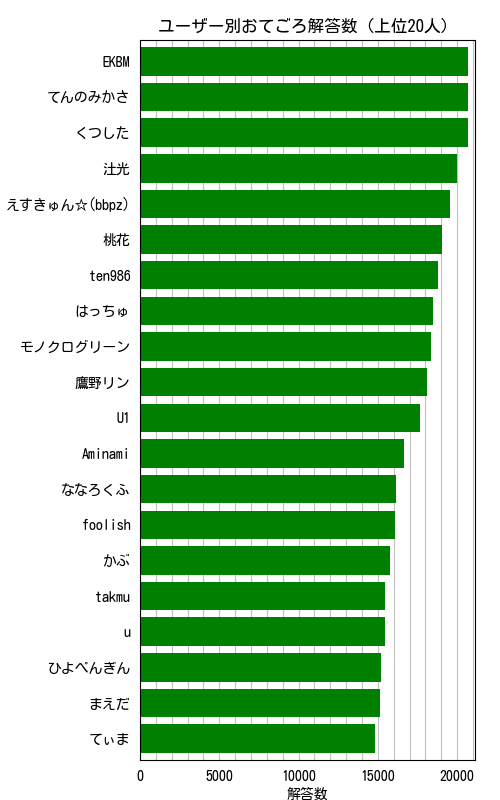 ユーザー別おてごろ解答数 (上位20人)
EKBM
てんのみかさ
くつした
汢光
えすきゅん☆(bbpz)
桃花
ten986
はっちゅ
モノクログリーン
鷹野リン
U1
Aminami
ななろくふ
foolish
かぶ
takmu
u
ひよぺんぎん
まえだ
てぃま
0 5000 10000 15000 20000
解答数